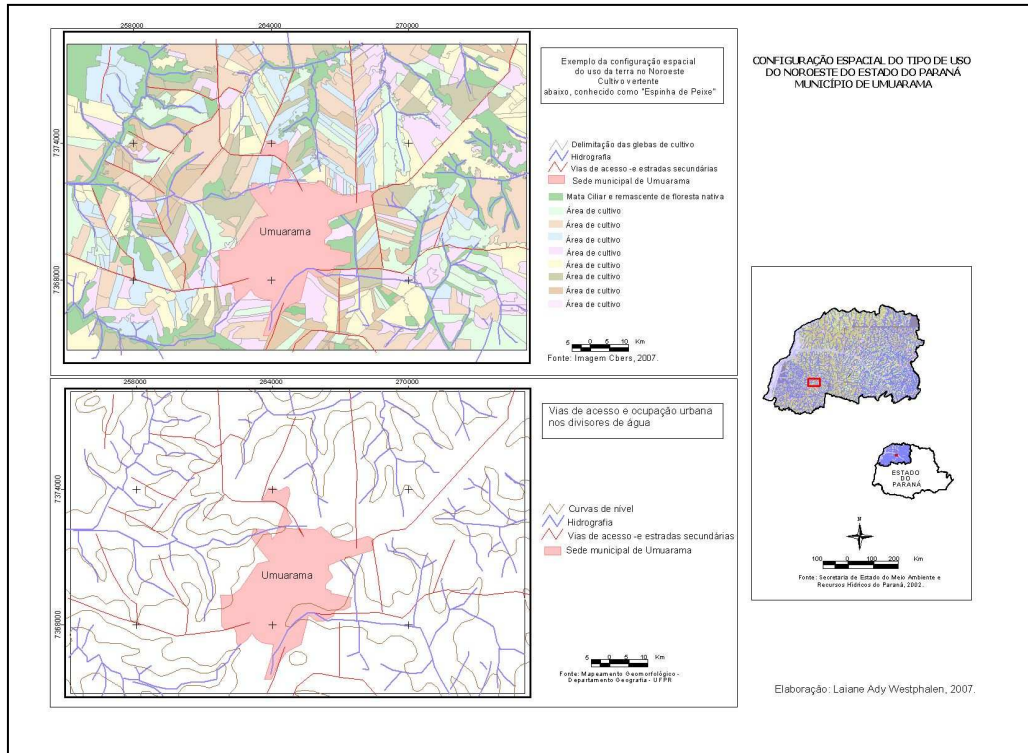 258000 264000 270000
7374000
7368000
Umuarama
Exemplo da configuração espacial
do uso da terra no Noroeste
Cultivo vertente
abaixo, conhecido como "Espinha de Peixe"
Delimitação das glebas de cultivo
Hidrografia
Vias de acesso -e estradas secundárias
Sede municipal de Umuarama
Mata Ciliar e remascente de floresta nativa
Área de cultivo
Área de cultivo
Área de cultivo
Área de cultivo
Área de cultivo
Área de cultivo
Área de cultivo
Área de cultivo
5 0 5 10 Km
Fonte: Imagem Cbers, 2007.
258000 264000 270000
7374000
7368000
Umuarama
Vias de acesso e ocupação urbana
nos divisores de água
Curvas de nível
Hidrografia
Vias de acesso -e estradas secundárias
Sede municipal de Umuarama
5 0 5 10 Km
Fonte: Mapeamento Geomorfológico -
Departamento Geografia - UFPR
CONFIGURAÇÃO ESPACIAL DO TIPO DE USO
DO NOROESTE DO ESTADO DO PARANÁ
MUNICÍPIO DE UMUARAMA
ESTADO
DO
PARANÁ
N
100 0 100 200 Km
Fonte: Secretaria de Estado do Meio Ambiente e
Recursos Hídricos do Paraná, 2002.
Elaboração: Laiane Ady Westphalen, 2007.